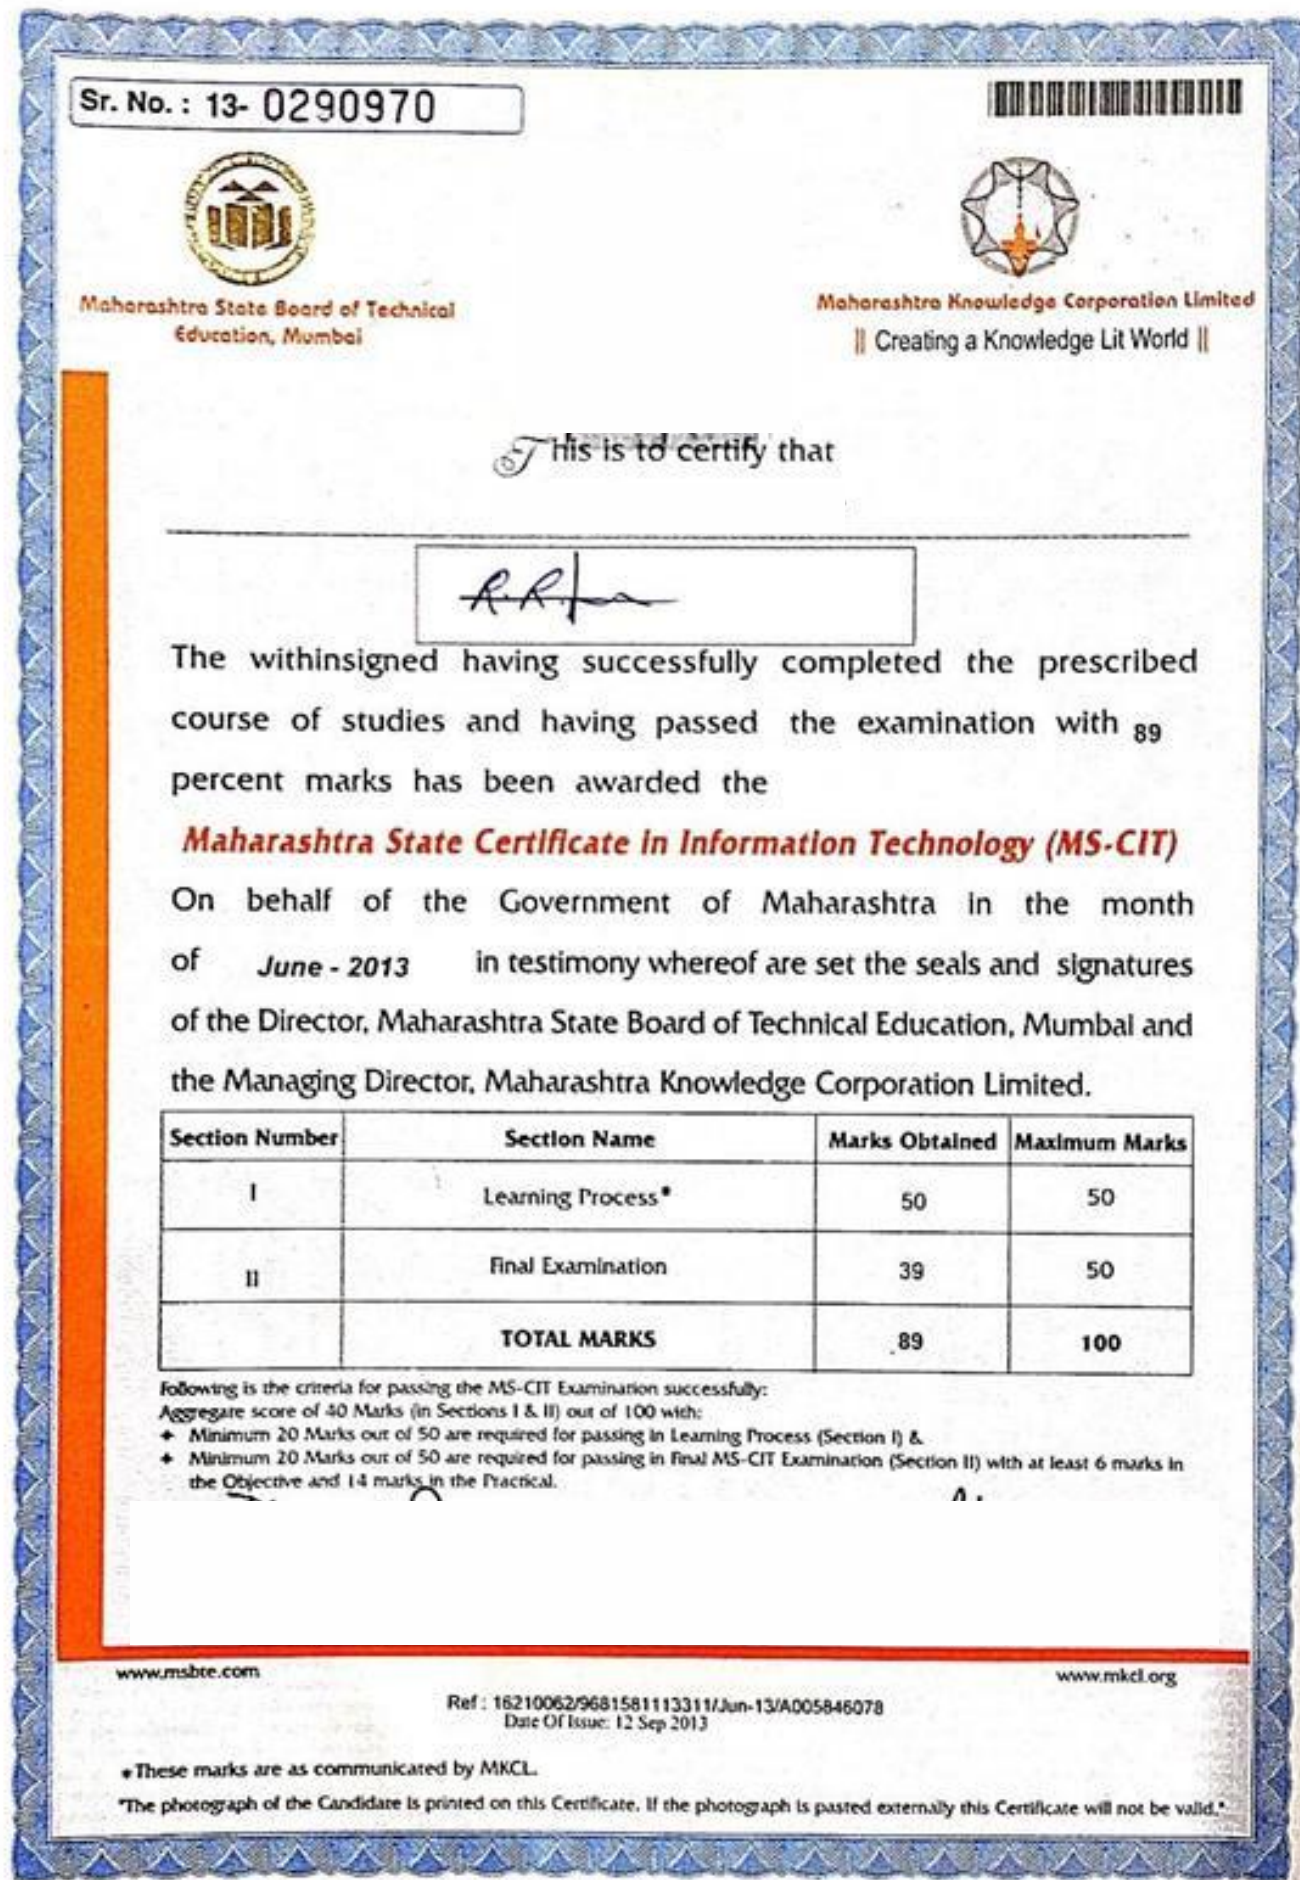 Sr. No. : 13- 0290970
Maharashtra State Board of Technical
Education, Mumbai
Maharashtra Knowledge Corporation Limited
|| Creating a Knowledge Lit World ||
This is to certify that
The withinsigned having successfully completed the prescribed
course of studies and having passed the examination with 89
percent marks has been awarded the
Maharashtra State Certificate in Information Technology (MS-CIT)
On behalf of the Government of Maharashtra in the month
of June - 2013 in testimony whereof are set the seals and signatures
of the Director, Maharashtra State Board of Technical Education, Mumbai and
the Managing Director, Maharashtra Knowledge Corporation Limited.
Section Number Section Name Marks Obtained Maximum Marks
I Learning Process* 50 50
II Final Examination 39 50
TOTAL MARKS 89 100
Following is the criteria for passing the MS-CIT Examination successfully:
Aggregate score of 40 Marks (in Sections I & II) out of 100 with:
✦ Minimum 20 Marks out of 50 are required for passing in Learning Process (Section I) &
✦ Minimum 20 Marks out of 50 are required for passing in Final MS-CIT Examination (Section II) with at least 6 marks in
the Objective and 14 marks in the Practical.
www.msbte.com www.mkcl.org
Ref : 16210062/9681581113311/Jun-13/A005846078
Date Of Issue: 12 Sep 2013
*These marks are as communicated by MKCL.
"The photograph of the Candidate is printed on this Certificate. If the photograph is pasted externally this Certificate will not be valid."